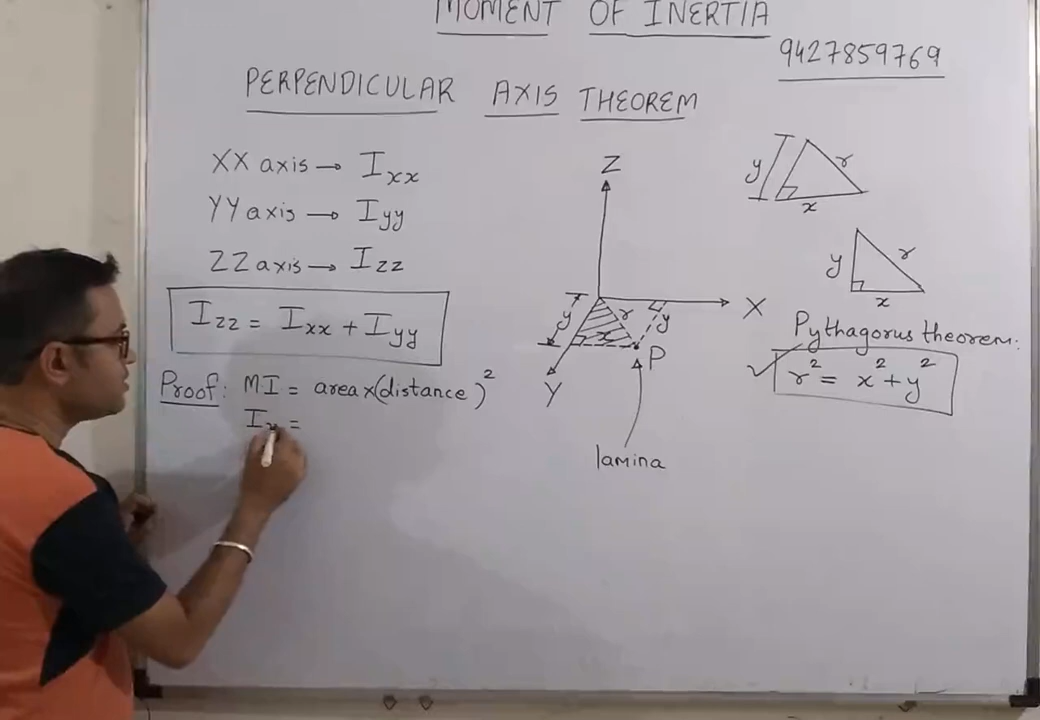 MOMENT OF INERTIA
9427859769
PERPENDICULAR AXIS THEOREM
XX axis → Ixx
YY axis → Iyy
ZZ axis → Izz
Izz = Ixx + Iyy
Proof: MI = area x (distance)²
Ix =
Z
X
Y
y
r
x
y
P
lamina
y
r
x
y
r
x
Pythagorus theorem:
✓ r² = x² + y²